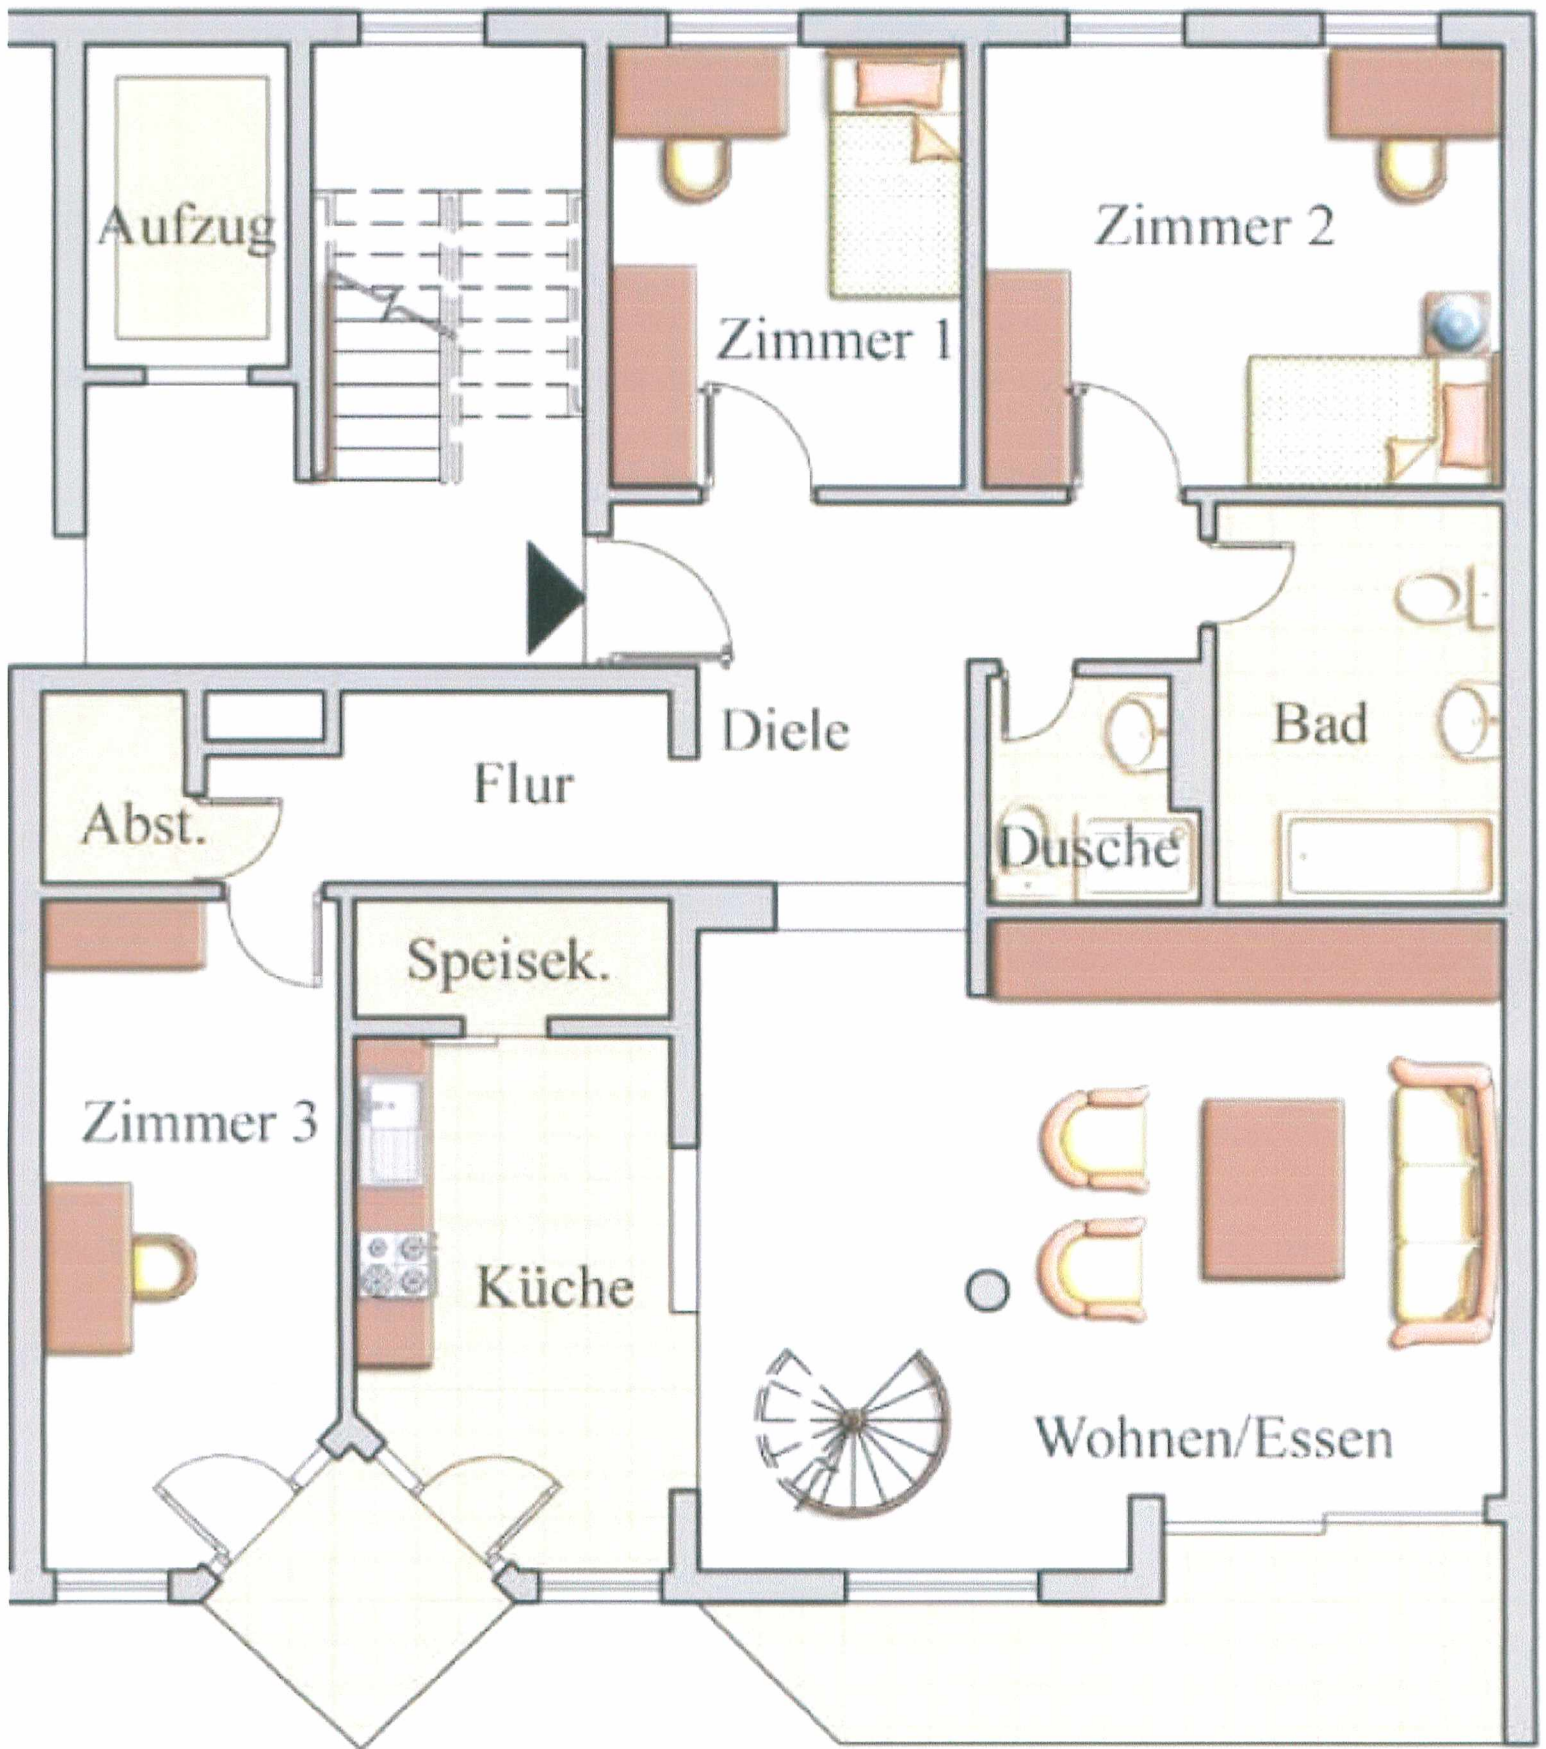 Aufzug
Zimmer 2
Zimmer 1
Diele
Bad
Flur
Abst.
Dusche
Speisek.
Zimmer 3
Küche
Wohnen/Essen